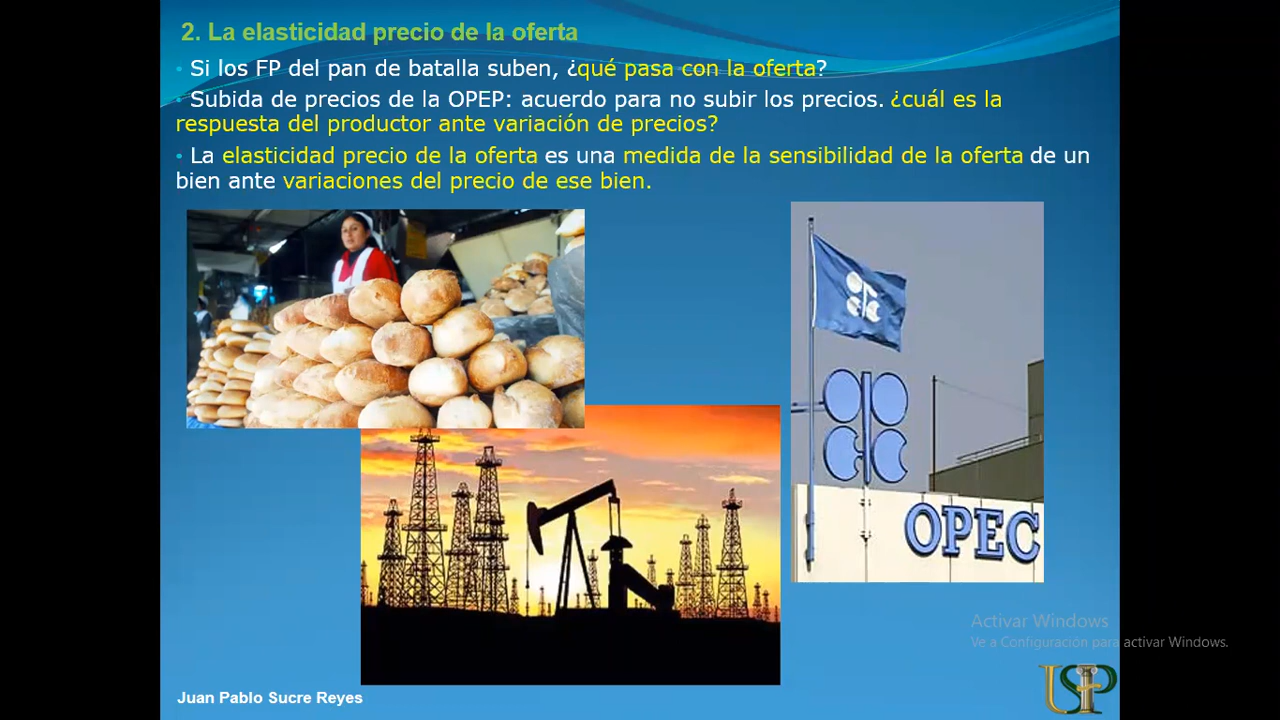 2. La elasticidad precio de la oferta
• Si los FP del pan de batalla suben, ¿qué pasa con la oferta?
• Subida de precios de la OPEP: acuerdo para no subir los precios. ¿cuál es la
respuesta del productor ante variación de precios?
• La elasticidad precio de la oferta es una medida de la sensibilidad de la oferta de un
bien ante variaciones del precio de ese bien.
OPEC
Activar Windows
Ve a Configuración para activar Windows.
USP
Juan Pablo Sucre Reyes